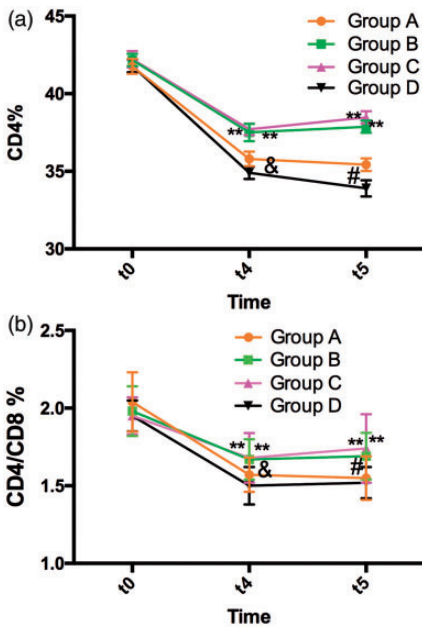 (a)
45
40
35
30
CD4%
Group A
Group B
Group C
Group D
** **
&
** **
#
t0 t4 t5
Time
(b)
2.5
2.0
1.5
1.0
CD4/CD8 %
Group A
Group B
Group C
Group D
** **
&
** **
#
t0 t4 t5
Time